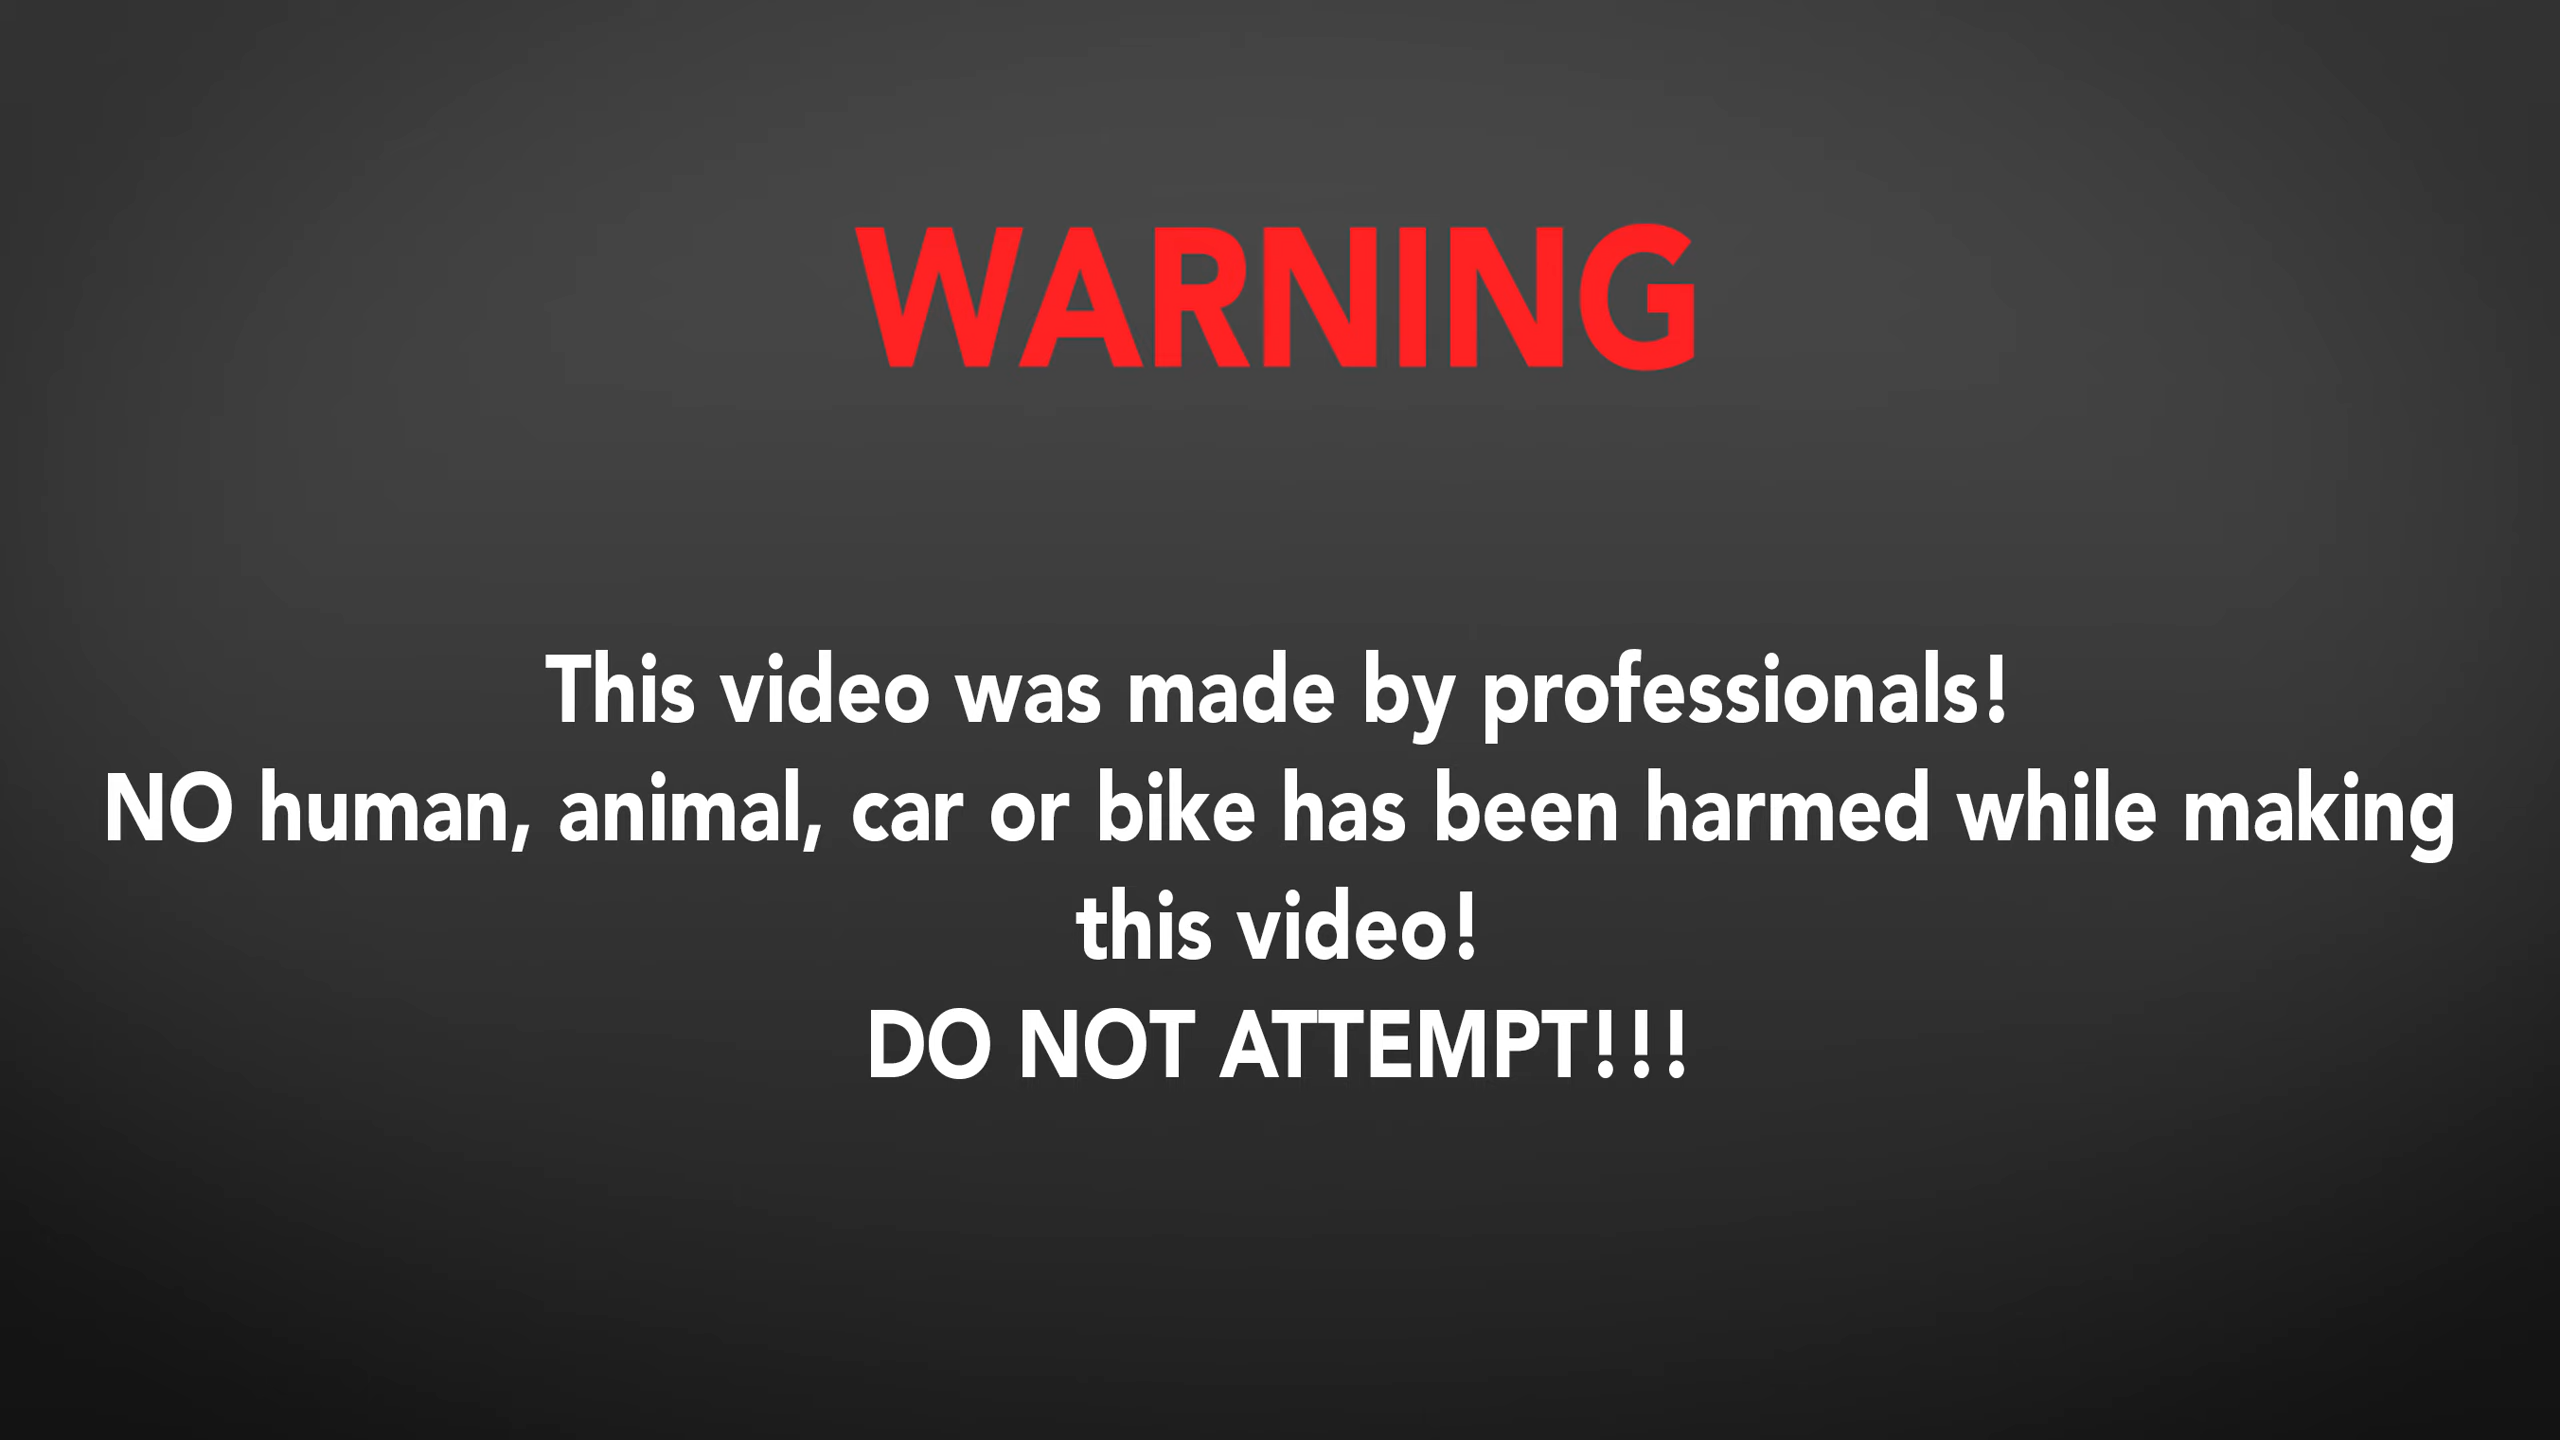 WARNING
This video was made by professionals!
NO human, animal, car or bike has been harmed while making
this video!
DO NOT ATTEMPT!!!